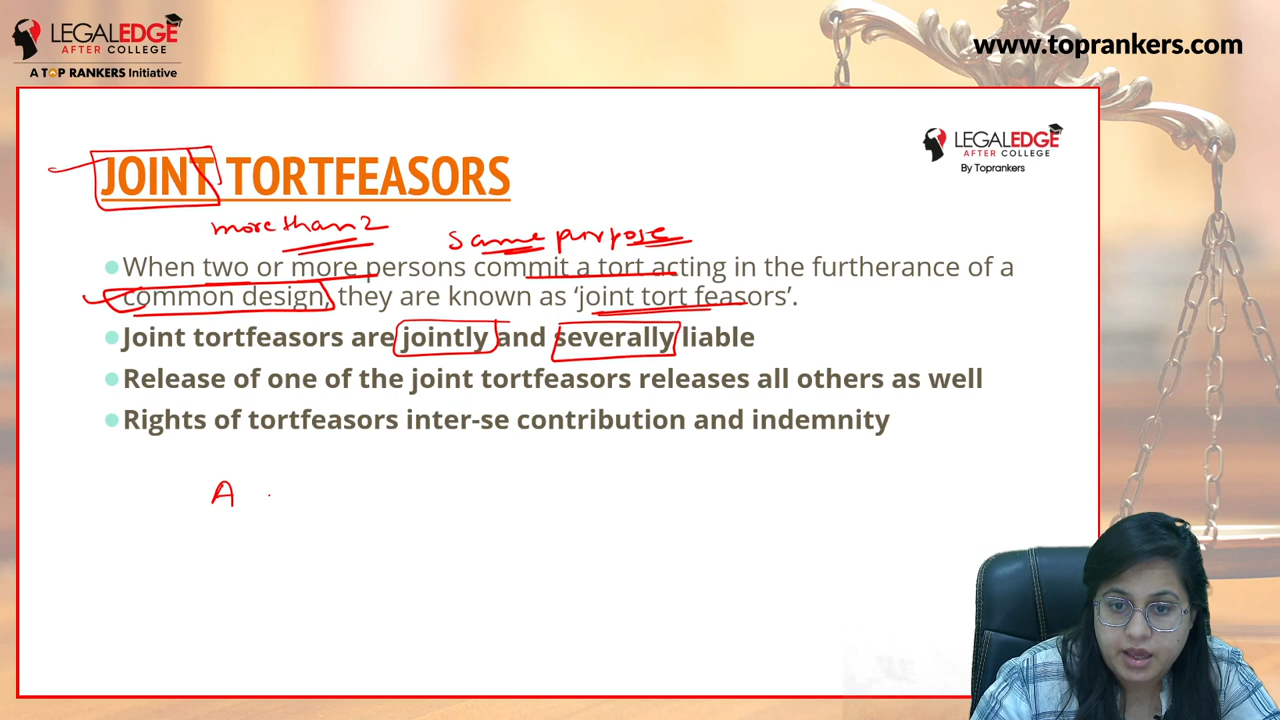 LEGALEDGE
AFTER COLLEGE
A TOP RANKERS Initiative
www.toprankers.com
LEGALEDGE
AFTER COLLEGE
By Toprankers
JOINT TORTFEASORS
more than 2
same purpose
When two or more persons commit a tort acting in the furtherance of a
common design, they are known as ‘joint tort feasors’.
Joint tortfeasors are jointly and severally liable
Release of one of the joint tortfeasors releases all others as well
Rights of tortfeasors inter-se contribution and indemnity
A